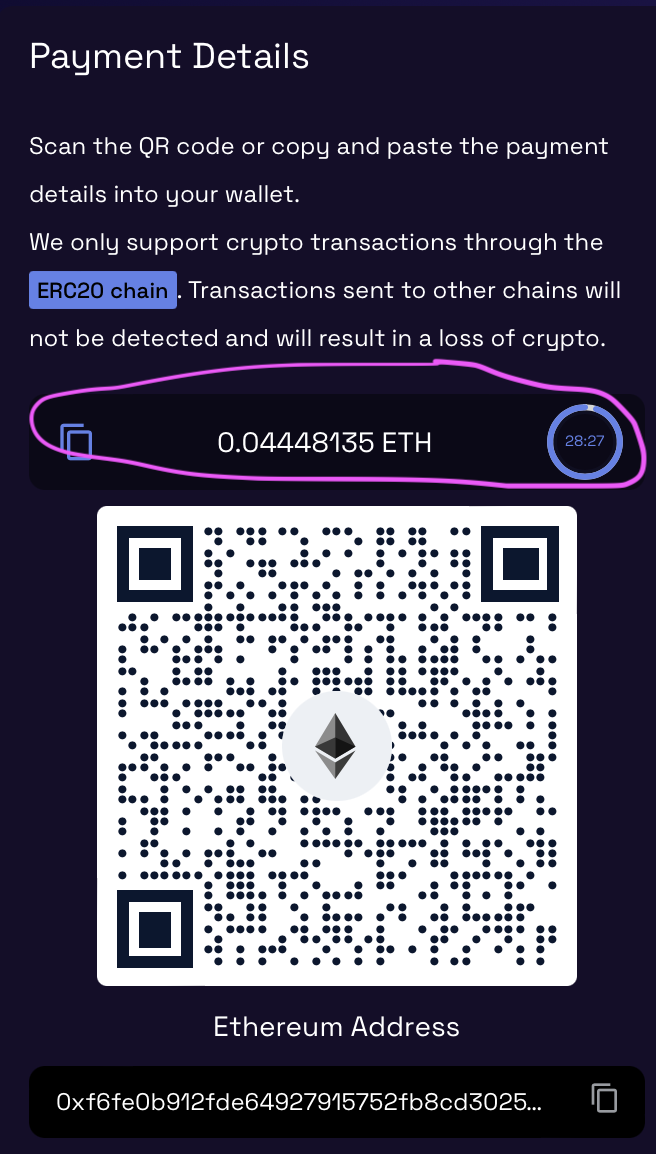 Payment Details
Scan the QR code or copy and paste the payment
details into your wallet.
We only support crypto transactions through the
ERC20 chain. Transactions sent to other chains will
not be detected and will result in a loss of crypto.
0.04448135 ETH
28:27
Ethereum Address
0xf6fe0b912fde64927915752fb8cd3025...